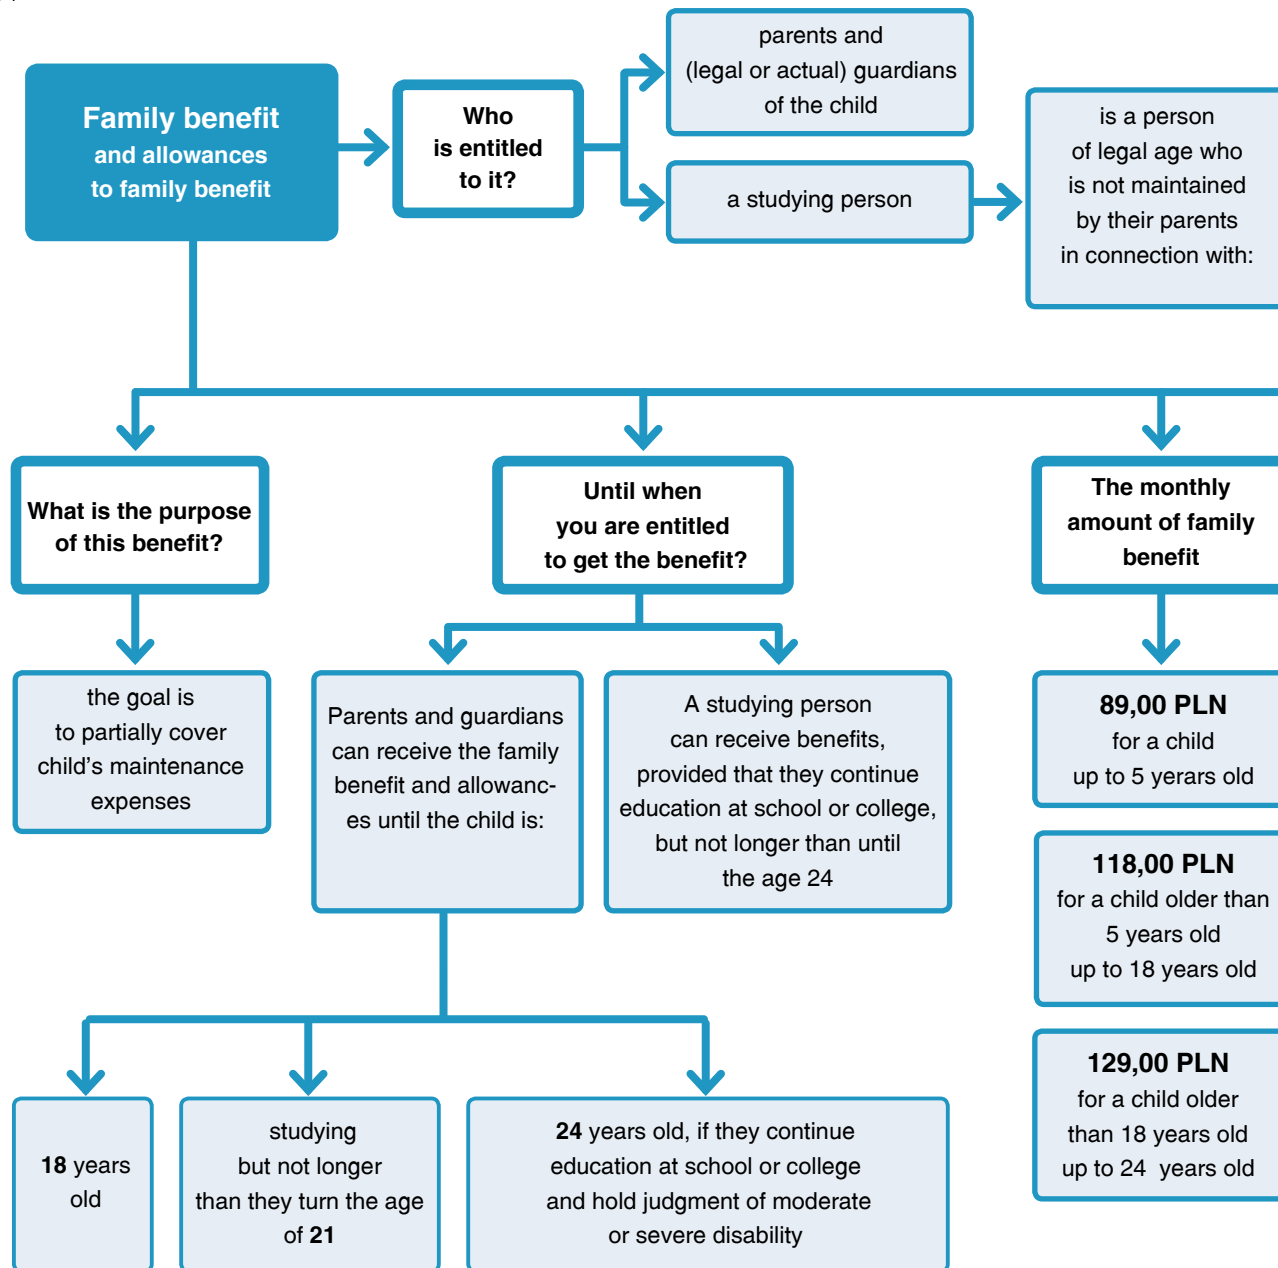 Family benefit
and allowances
to family benefit
Who
is entitled
to it?
parents and
(legal or actual) guardians
of the child
a studying person
is a person
of legal age who
is not maintained
by their parents
in connection with:
What is the purpose
of this benefit?
the goal is
to partially cover
child's maintenance
expenses
Until when
you are entitled
to get the benefit?
Parents and guardians
can receive the family
benefit and allowanc-
es until the child is:
A studying person
can receive benefits,
provided that they continue
education at school or college,
but not longer than until
the age 24
18 years
old
studying
but not longer
than they turn the age
of 21
24 years old, if they continue
education at school or college
and hold judgment of moderate
or severe disability
The monthly
amount of family
benefit
89,00 PLN
for a child
up to 5 yerars old
118,00 PLN
for a child older than
5 years old
up to 18 years old
129,00 PLN
for a child older
than 18 years old
up to 24  years old